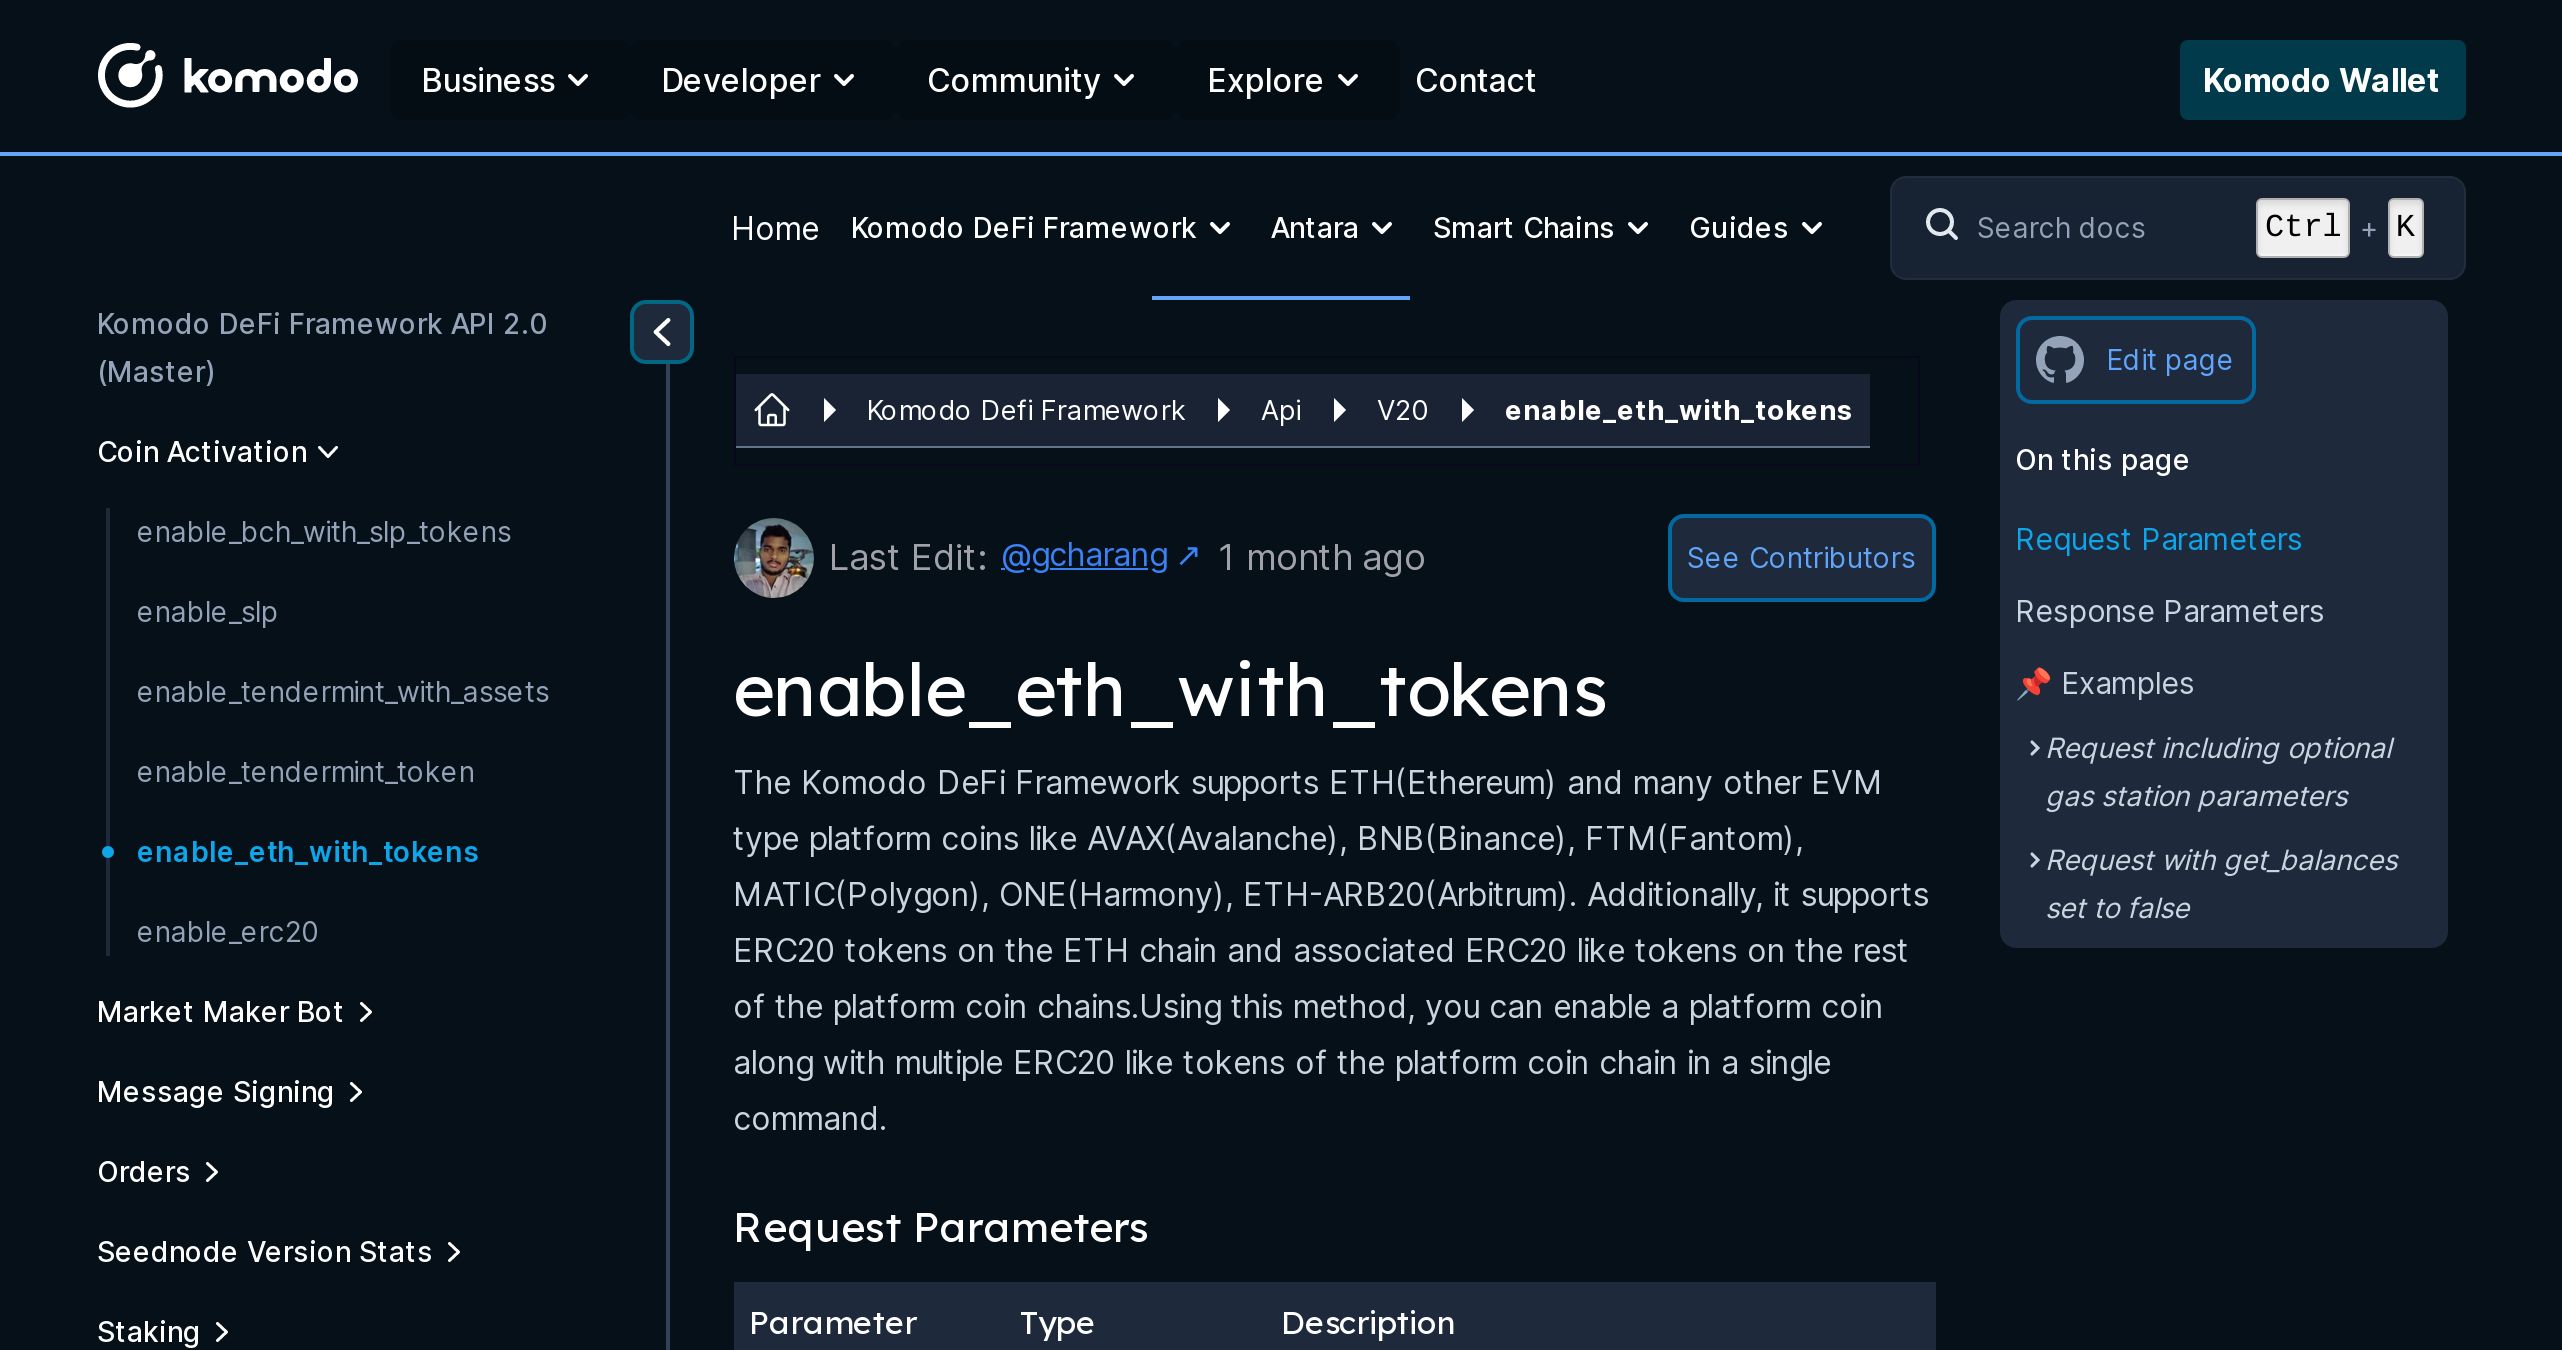 komodo
Business
Developer
Community
Explore
Contact
Komodo Wallet
Home
Komodo DeFi Framework
Antara
Smart Chains
Guides
Search docs
Ctrl + K
Komodo DeFi Framework API 2.0
(Master)
Coin Activation
enable_bch_with_slp_tokens
enable_slp
enable_tendermint_with_assets
enable_tendermint_token
enable_eth_with_tokens
enable_erc20
Market Maker Bot
Message Signing
Orders
Seednode Version Stats
Staking
Komodo Defi Framework
Api
V20
enable_eth_with_tokens
Last Edit: @gcharang ↗ 1 month ago
See Contributors
enable_eth_with_tokens
The Komodo DeFi Framework supports ETH(Ethereum) and many other EVM
type platform coins like AVAX(Avalanche), BNB(Binance), FTM(Fantom),
MATIC(Polygon), ONE(Harmony), ETH-ARB20(Arbitrum). Additionally, it supports
ERC20 tokens on the ETH chain and associated ERC20 like tokens on the rest
of the platform coin chains.Using this method, you can enable a platform coin
along with multiple ERC20 like tokens of the platform coin chain in a single
command.
Request Parameters
Parameter Type Description
Edit page
On this page
Request Parameters
Response Parameters
📌 Examples
Request including optional
gas station parameters
Request with get_balances
set to false